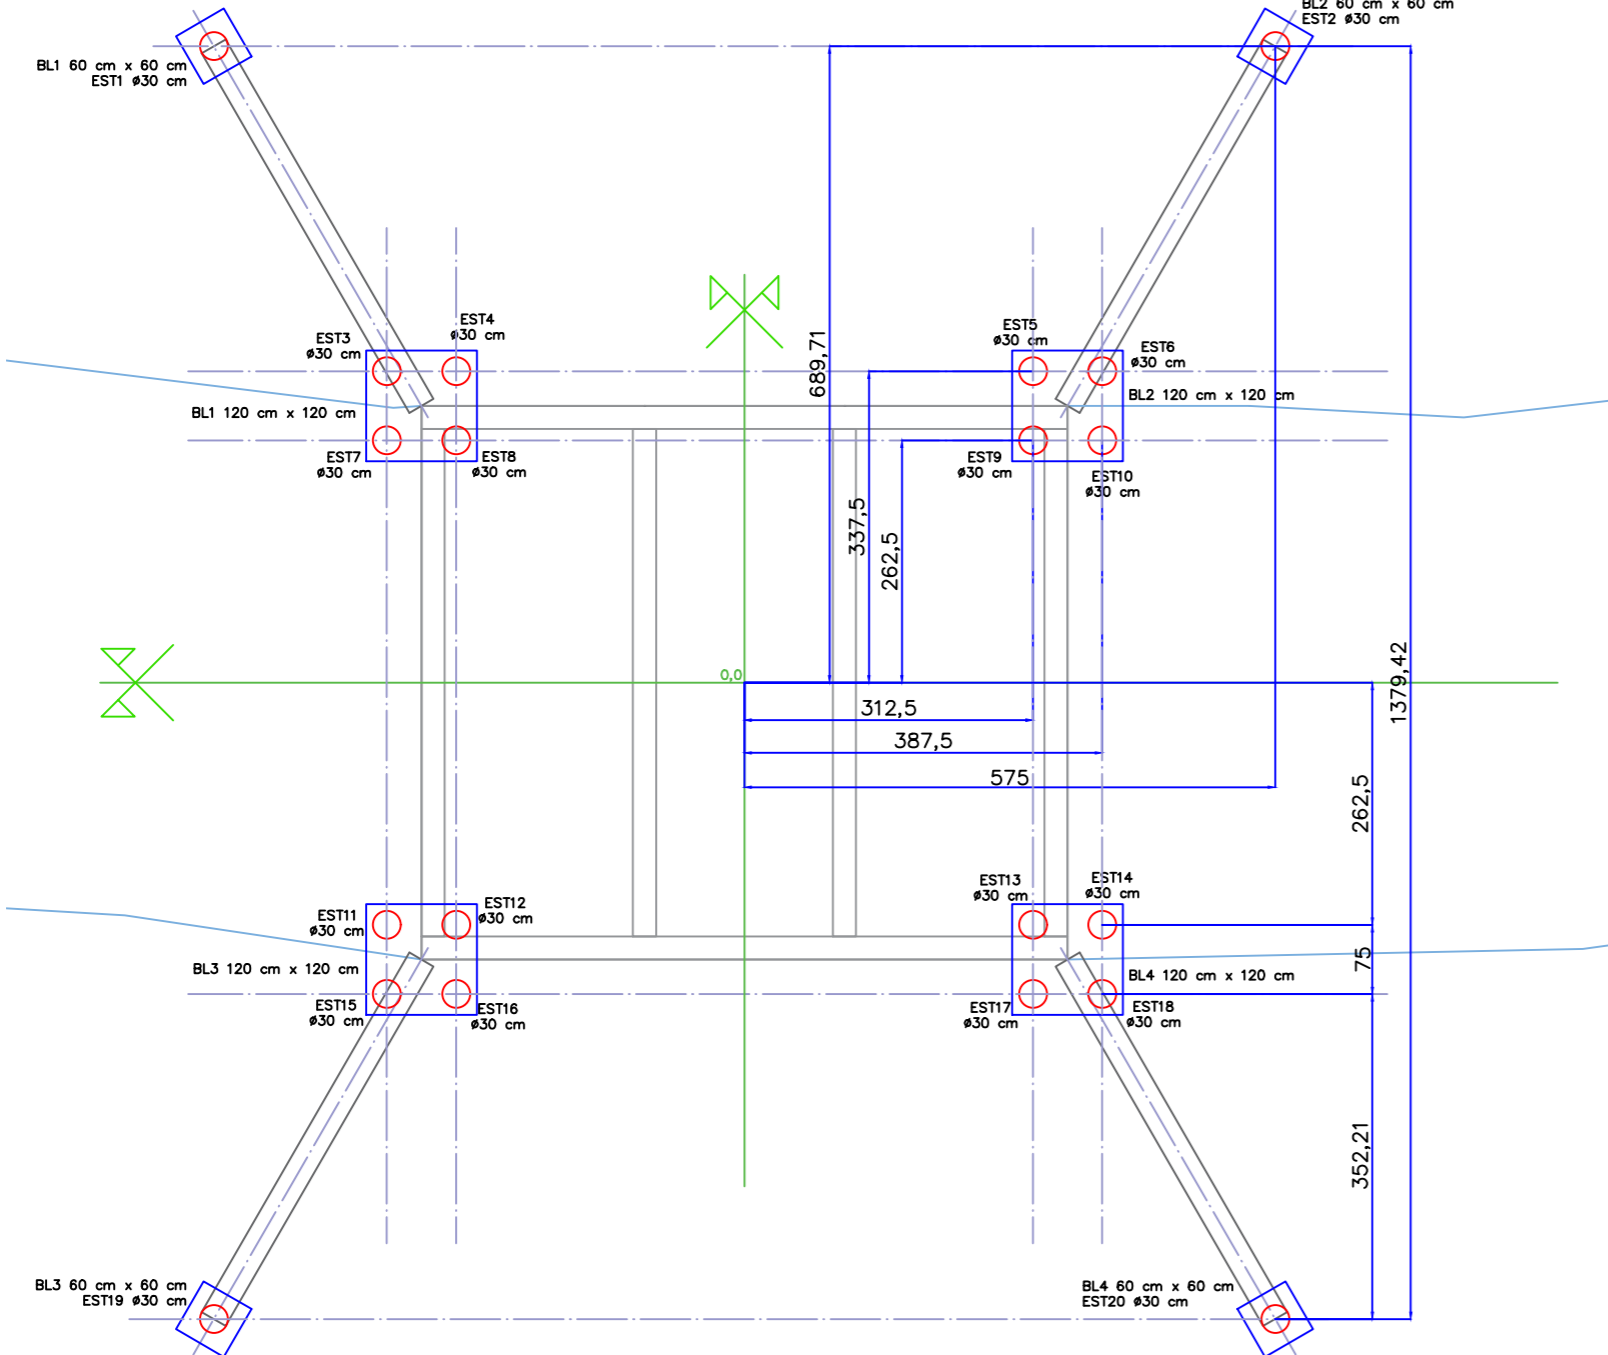 BL2 60 cm x 60 cm
EST2 ø30 cm
BL1 60 cm x 60 cm
EST1 ø30 cm
EST3
ø30 cm
EST4
ø30 cm
EST5
ø30 cm
EST6
ø30 cm
689,71
BL1 120 cm x 120 cm
BL2 120 cm x 120 cm
EST7
ø30 cm
EST8
ø30 cm
EST9
ø30 cm
EST10
ø30 cm
337,5
262,5
0,0
1379,42
312,5
387,5
575
262,5
EST11
ø30 cm
EST12
ø30 cm
EST13
ø30 cm
EST14
ø30 cm
75
BL3 120 cm x 120 cm
BL4 120 cm x 120 cm
EST15
ø30 cm
EST16
ø30 cm
EST17
ø30 cm
EST18
ø30 cm
352,21
BL3 60 cm x 60 cm
EST19 ø30 cm
BL4 60 cm x 60 cm
EST20 ø30 cm